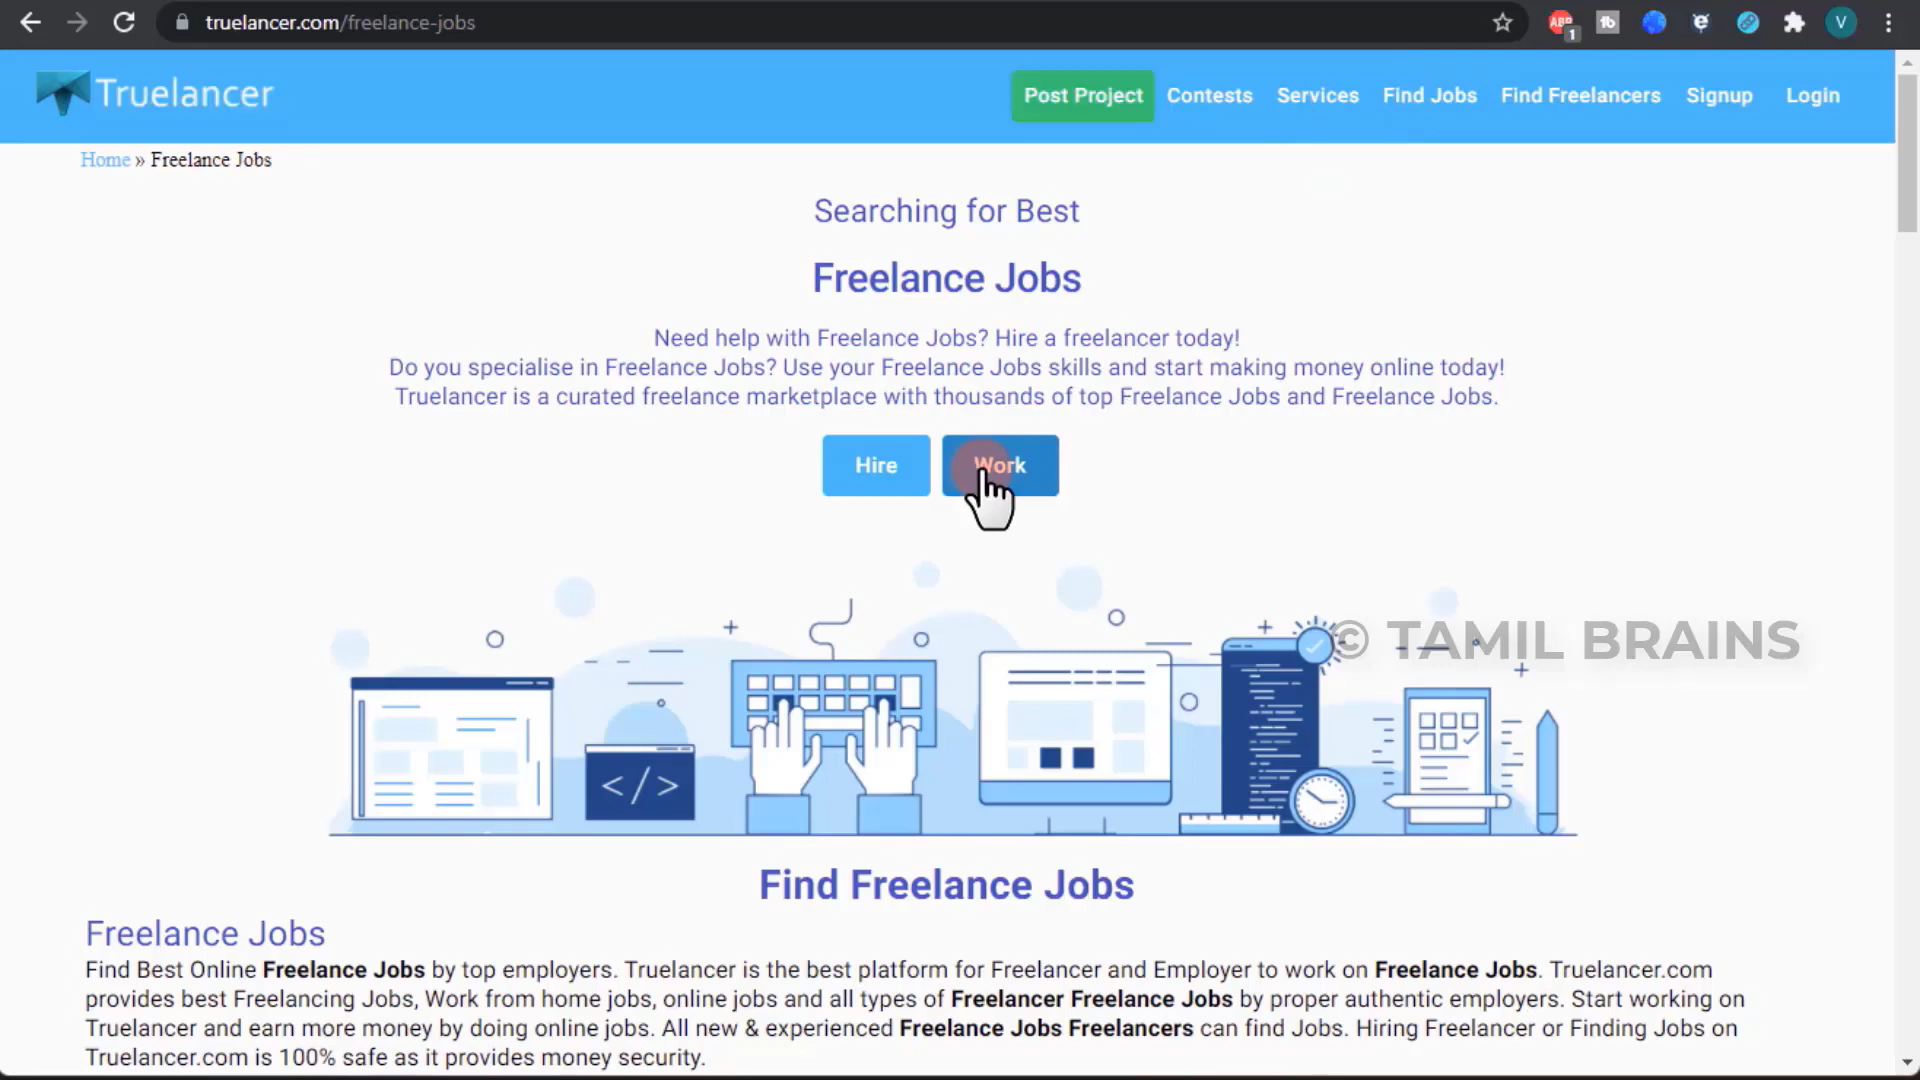 truelancer.com/freelance-jobs
ABP
1
tb
V
Truelancer
Post Project
Contests
Services
Find Jobs
Find Freelancers
Signup
Login
Home » Freelance Jobs
Searching for Best
Freelance Jobs
Need help with Freelance Jobs? Hire a freelancer today!
Do you specialise in Freelance Jobs? Use your Freelance Jobs skills and start making money online today!
Truelancer is a curated freelance marketplace with thousands of top Freelance Jobs and Freelance Jobs.
Hire
Work
© TAMIL BRAINS
</>
Find Freelance Jobs
Freelance Jobs
Find Best Online Freelance Jobs by top employers. Truelancer is the best platform for Freelancer and Employer to work on Freelance Jobs. Truelancer.com
provides best Freelancing Jobs, Work from home jobs, online jobs and all types of Freelancer Freelance Jobs by proper authentic employers. Start working on
Truelancer and earn more money by doing online jobs. All new & experienced Freelance Jobs Freelancers can find Jobs. Hiring Freelancer or Finding Jobs on
Truelancer.com is 100% safe as it provides money security.